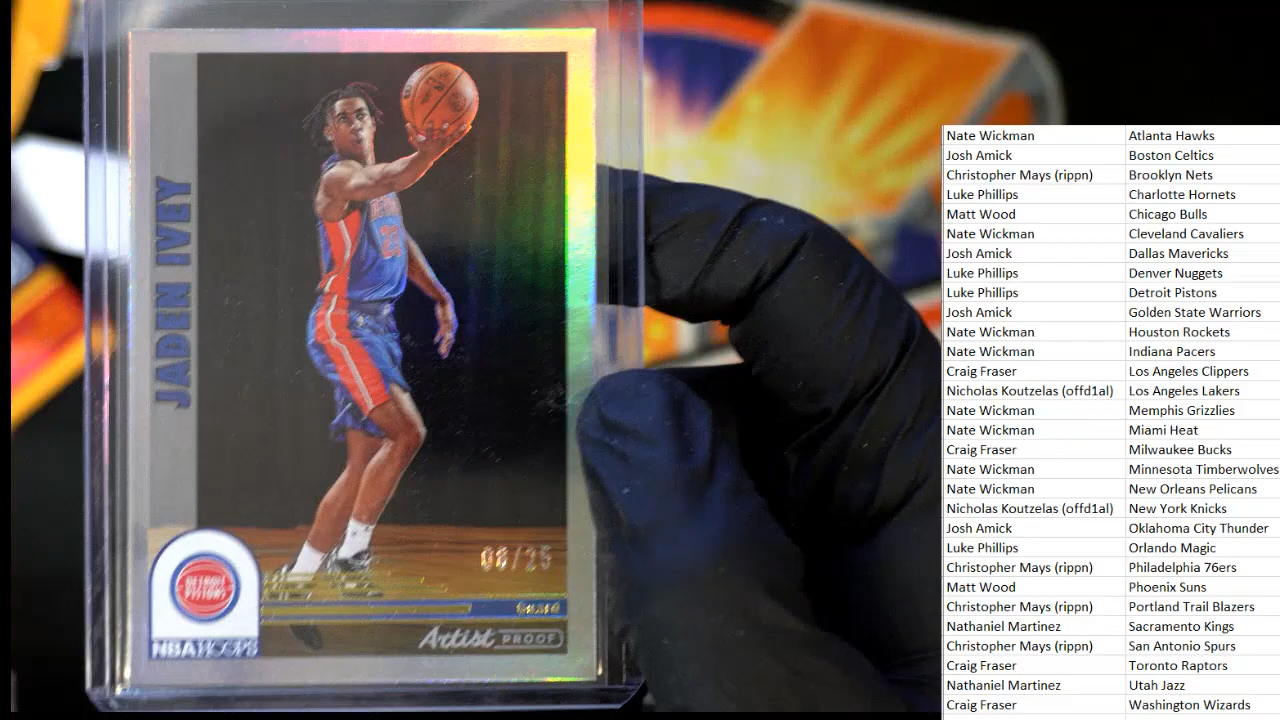 JADEN IVEY
08/25
Guard
Artist PROOF
DETROIT PISTONS
NBA HOOPS
Nate Wickman Atlanta Hawks
Josh Amick Boston Celtics
Christopher Mays (rippn) Brooklyn Nets
Luke Phillips Charlotte Hornets
Matt Wood Chicago Bulls
Nate Wickman Cleveland Cavaliers
Josh Amick Dallas Mavericks
Luke Phillips Denver Nuggets
Luke Phillips Detroit Pistons
Josh Amick Golden State Warriors
Nate Wickman Houston Rockets
Nate Wickman Indiana Pacers
Craig Fraser Los Angeles Clippers
Nicholas Koutzelas (offd1al) Los Angeles Lakers
Nate Wickman Memphis Grizzlies
Nate Wickman Miami Heat
Craig Fraser Milwaukee Bucks
Nate Wickman Minnesota Timberwolves
Nate Wickman New Orleans Pelicans
Nicholas Koutzelas (offd1al) New York Knicks
Josh Amick Oklahoma City Thunder
Luke Phillips Orlando Magic
Christopher Mays (rippn) Philadelphia 76ers
Matt Wood Phoenix Suns
Christopher Mays (rippn) Portland Trail Blazers
Nathaniel Martinez Sacramento Kings
Christopher Mays (rippn) San Antonio Spurs
Craig Fraser Toronto Raptors
Nathaniel Martinez Utah Jazz
Craig Fraser Washington Wizards